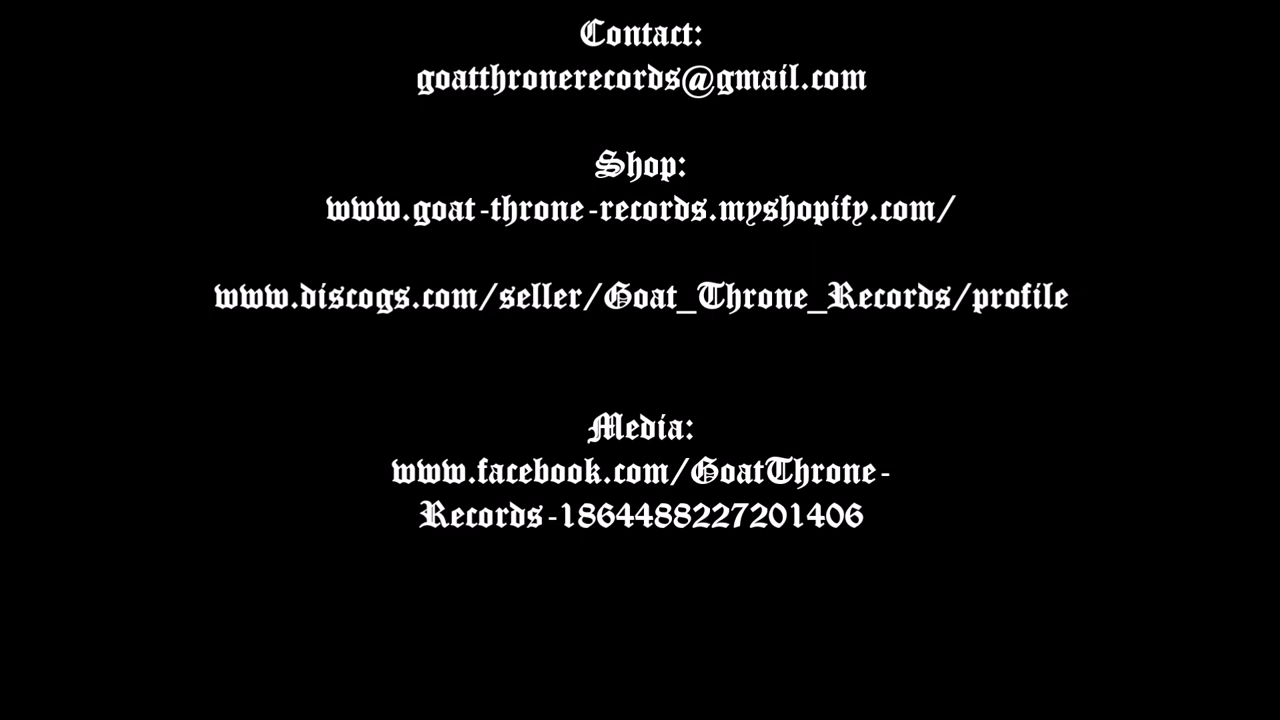 Contact:
goatthronerecords@gmail.com
Shop:
www.goat-throne-records.myshopify.com/
www.discogs.com/seller/Goat_Throne_Records/profile
Media:
www.facebook.com/GoatThrone-
Records-1864488227201406